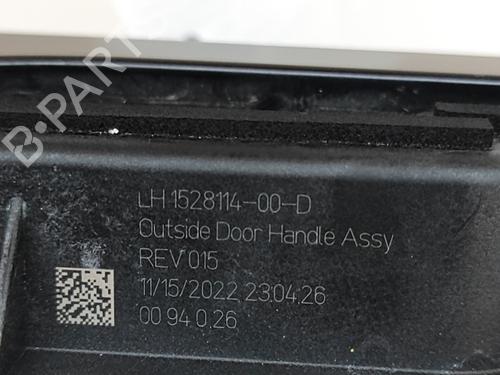 B-PARTS
LH 1528114-00-D
Outside Door Handle Assy
REV 015
11/15/2022 23:04:26
00 94 0,26